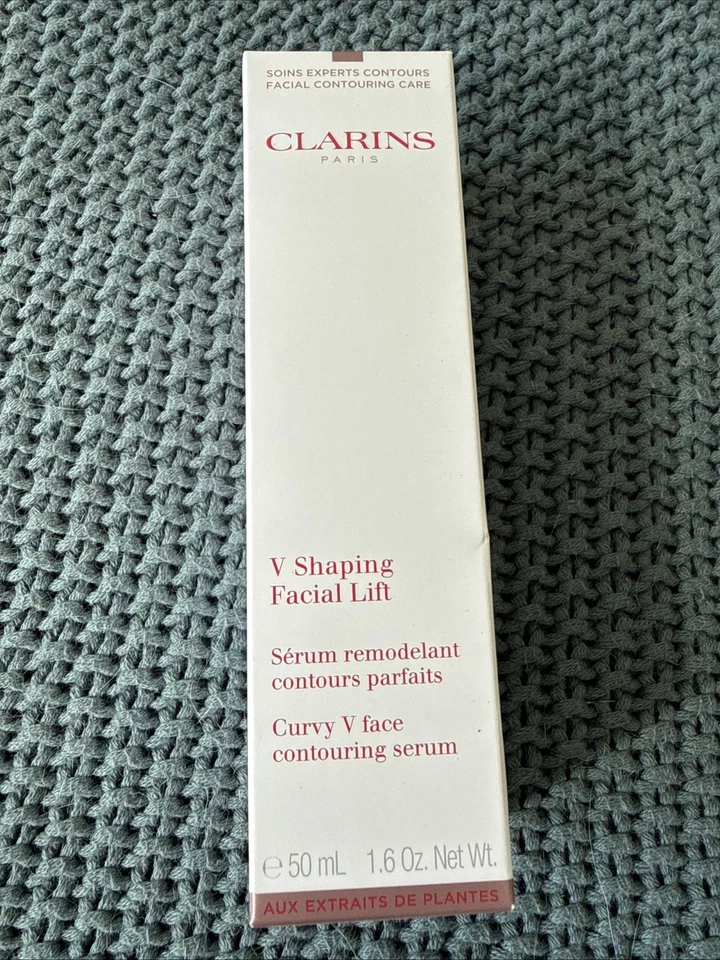 SOINS EXPERTS CONTOURS
FACIAL CONTOURING CARE
CLARINS
PARIS
V Shaping
Facial Lift
Sérum remodelant
contours parfaits
Curvy V face
contouring serum
℮ 50 mL 1.6 Oz. Net Wt.
AUX EXTRAITS DE PLANTES